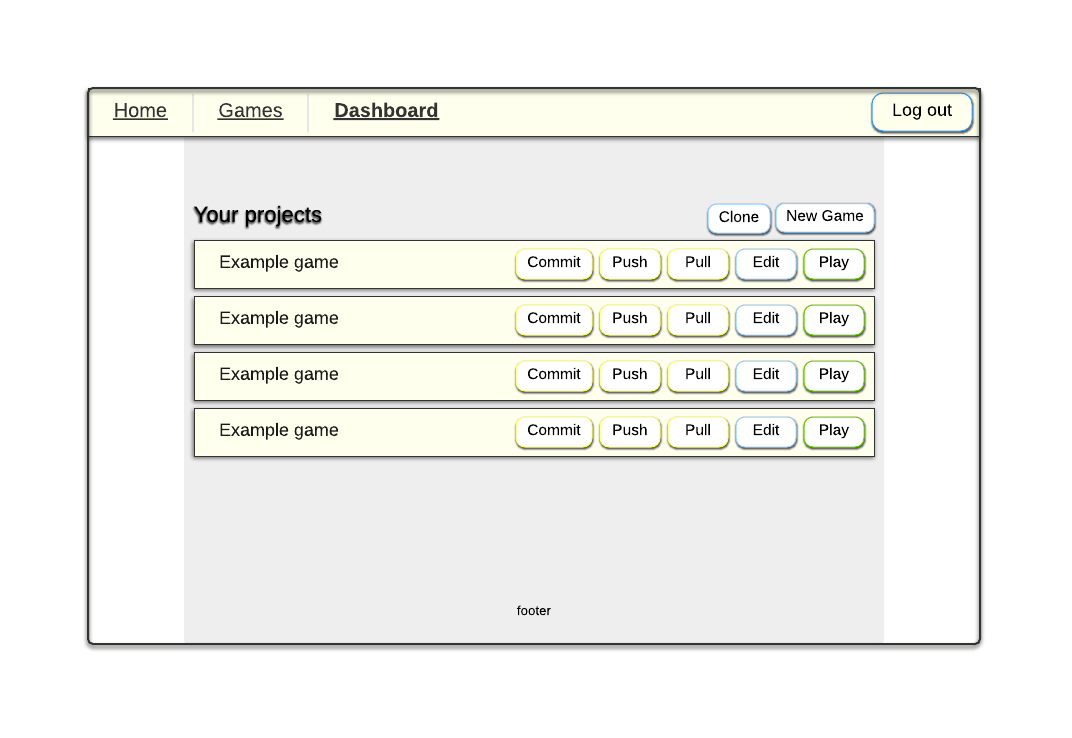 Home Games Dashboard Log out
Your projects Clone New Game
Example game Commit Push Pull Edit Play
Example game Commit Push Pull Edit Play
Example game Commit Push Pull Edit Play
Example game Commit Push Pull Edit Play
footer